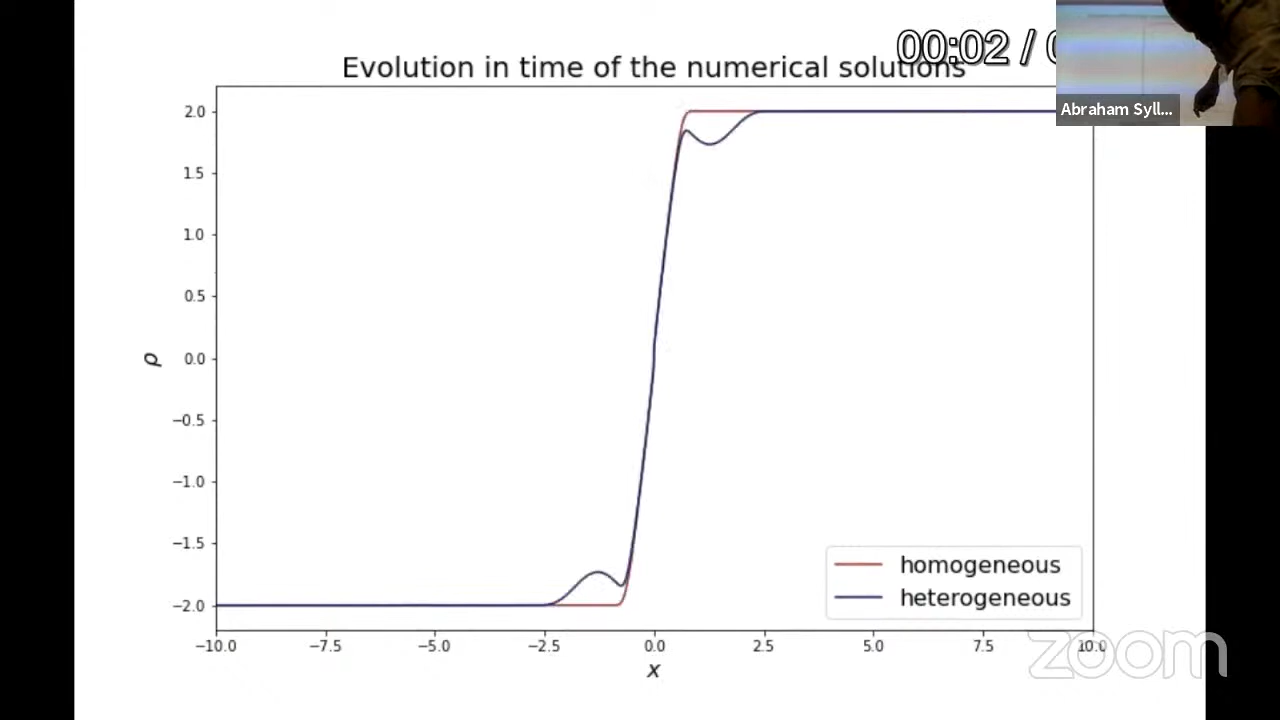 00:02 / 0
Evolution in time of the numerical solutions
Abraham Syll...
2.0
1.5
1.0
0.5
0.0
−0.5
−1.0
−1.5
−2.0
ρ
homogeneous
heterogeneous
−10.0 −7.5 −5.0 −2.5 0.0 2.5 5.0 7.5 10.0
x
zoom